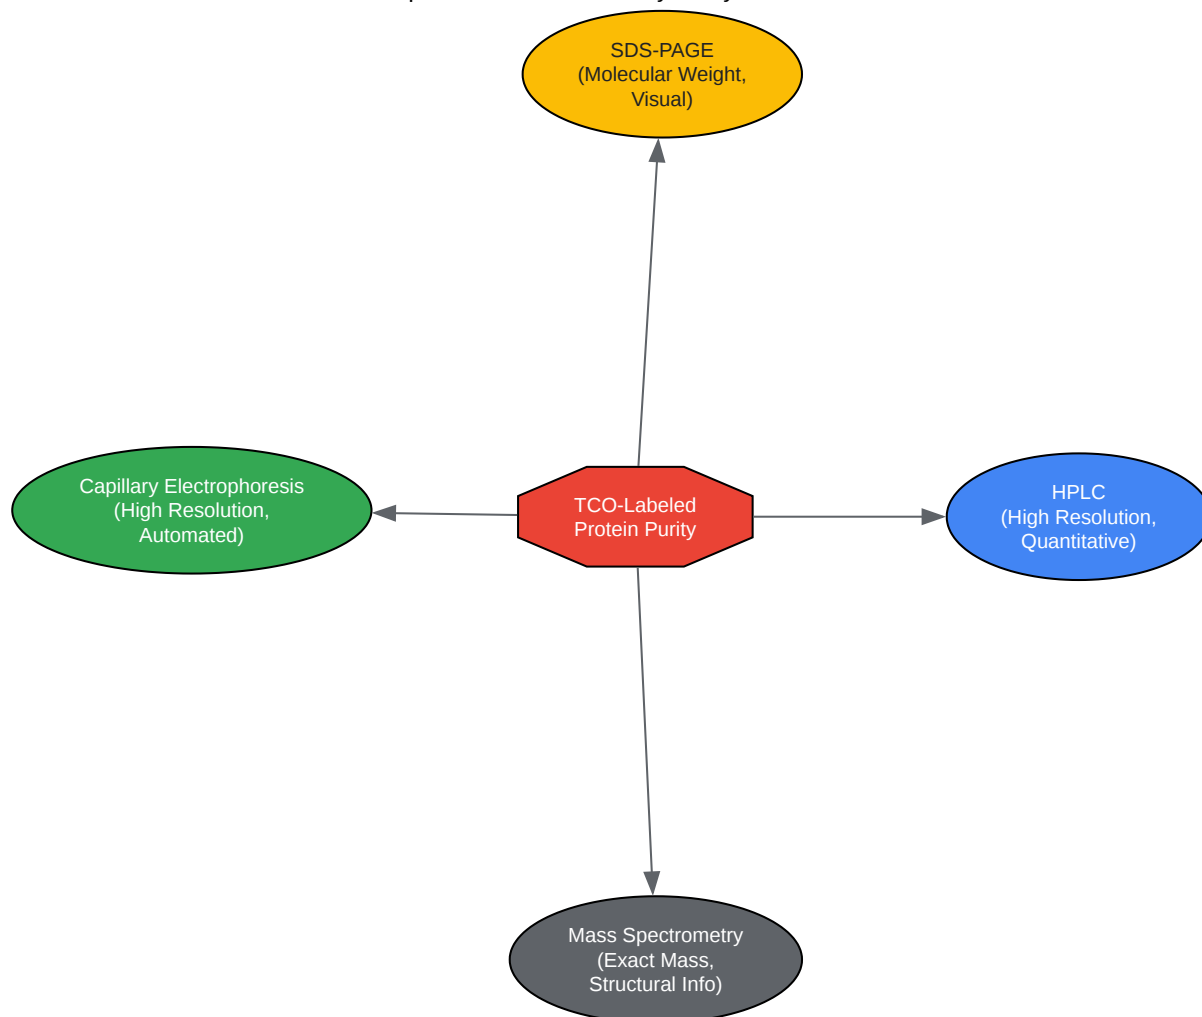 SDS-PAGE
(Molecular Weight,
Visual)
Capillary Electrophoresis
(High Resolution,
Automated)
TCO-Labeled
Protein Purity
HPLC
(High Resolution,
Quantitative)
Mass Spectrometry
(Exact Mass,
Structural Info)